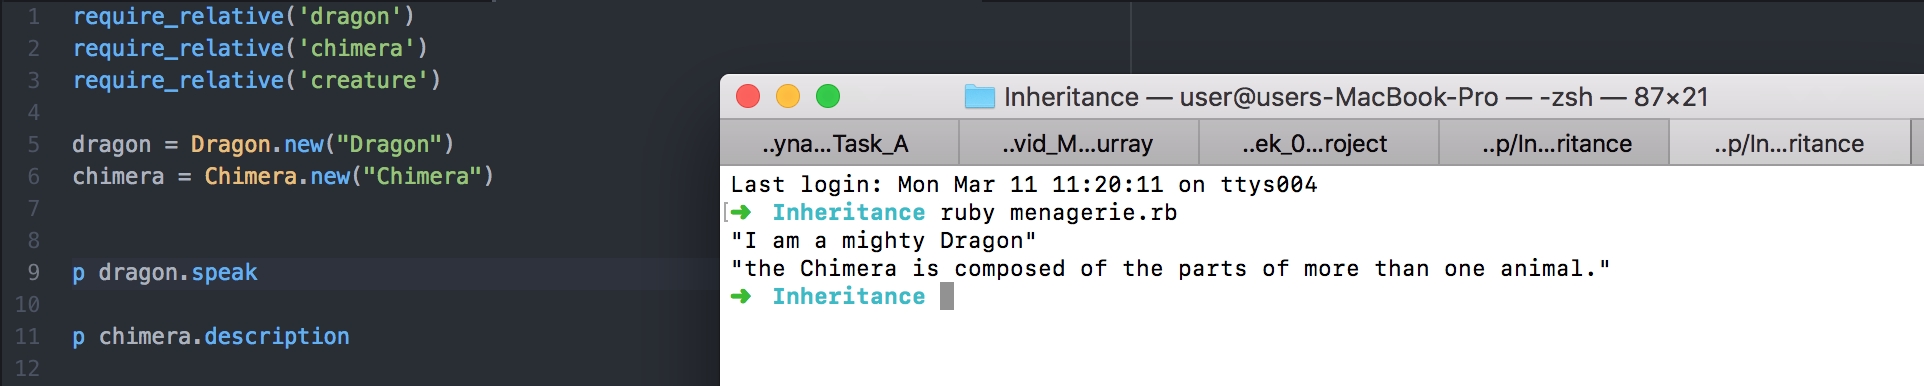 1 require_relative('dragon')
2 require_relative('chimera')
3 require_relative('creature')
4
5 dragon = Dragon.new("Dragon")
6 chimera = Chimera.new("Chimera")
7
8
9 p dragon.speak
10
11 p chimera.description
12
Inheritance — user@users-MacBook-Pro — -zsh — 87×21
..yna...Task_A ..vid_M...urray ..ek_0...roject ..p/In...ritance ..p/In...ritance
Last login: Mon Mar 11 11:20:11 on ttys004
[➜ Inheritance ruby menagerie.rb
"I am a mighty Dragon"
"the Chimera is composed of the parts of more than one animal."
➜ Inheritance